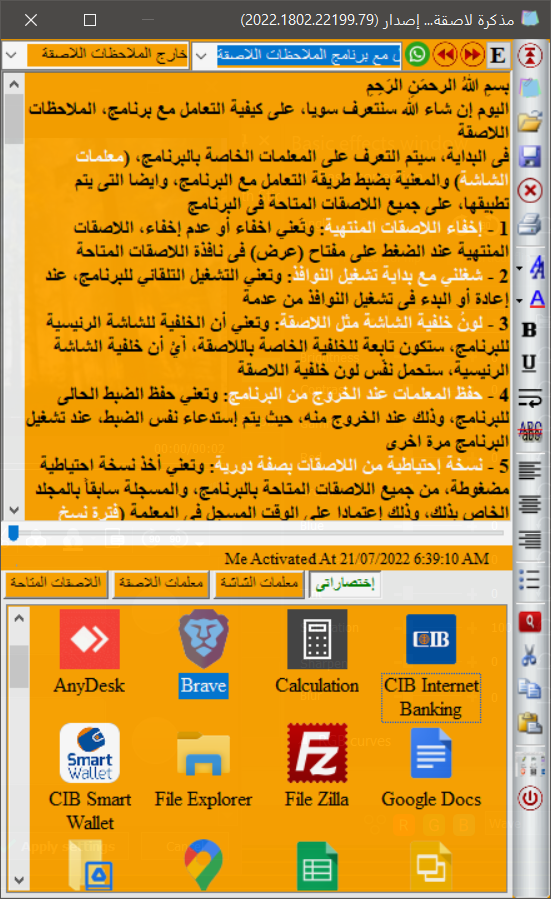 مذكرة لاصقة... إصدار (2022.1802.22199.79)
مع برنامج الملاحظات اللاصقة
خارج الملاحظات اللاصقة
E
بسم اللهُ الرحمَنِ الرَحِمِ
اليوم إن شاء الله سنتعرف سويا، على كيفية التعامل مع برنامج، الملاحظات
اللاصقة
فى البداية، سيتم التعرف على المعلمات الخاصة بالبرنامج، (معلمات
الشاشة) والمعنية بضبط طريقة التعامل مع البرنامج، وايضا التى يتم
تطبيقها، على جميع اللاصقات المتاحة فى البرنامج
1 - إخفاء اللاصقات المنتهية: وتَعني اخفاء أو عدم إخفاء، اللاصقات
المنتهية عند الضغط على مفتاح (عرض) فى نافذة اللاصقات المتاحة
2 - شغلني مع بداية تشغيل النوافذ: وتعني التشغيل التلقاني للبرنامج، عند
إعادة أو البدء فى تشغيل النوافذ من عدمة
3 - لونُ خلفية الشاشة مثل اللاصقة: وتعني أن الخلفية للشاشة الرئيسية
للبرنامج، ستكون تابعة للخلفية الخاصة باللاصقة، آيُ أن خلفية الشاشة
الرئيسية، ستحمل نفس لون خلفية اللاصقة
4 - حفظ المعلمات عند الخروج من البرنامج: وتعني حفظ الضبط الحالى
للبرنامج، وذلك عند الخروج منه، حيث يتم إستدعاء نفس الضبط، عند تشغيل
البرنامج مرة اخرى
5 - نسخة إحتياطية من اللاصقات بصفة دورية: وتعني أخذ نسخة احتياطية
مضغوطة، من جميع اللاصقات المتاحة بالبرنامج، والمسجلة سابقاً بالمجلد
الخاص بذلك، وذلك إعتمادا على الوقت المسجل فى المعلمة (فترة نسخ
Me Activated At 21/07/2022 6:39:10 AM
إختصاراتى
معلمات الشاشة
معلمات اللاصقة
اللاصقات المتاحة
AnyDesk
Brave
Calculation
CIB
CIB Internet
Banking
Smart
Wallet
CIB Smart
Wallet
File Explorer
File Zilla
Google Docs
A
A
B
U
ABC